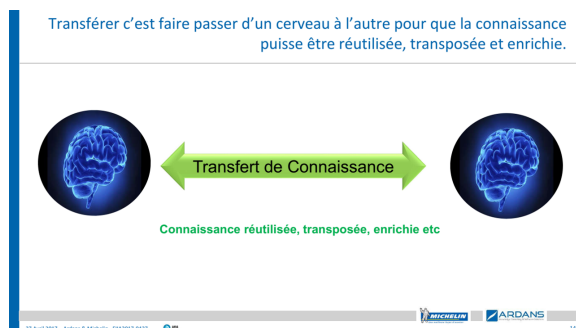 Transférer c'est faire passer d'un cerveau à l'autre pour que la connaissance
puisse être réutilisée, transposée et enrichie.
Transfert de Connaissance
Connaissance réutilisée, transposée, enrichie etc
MICHELIN
ARDANS